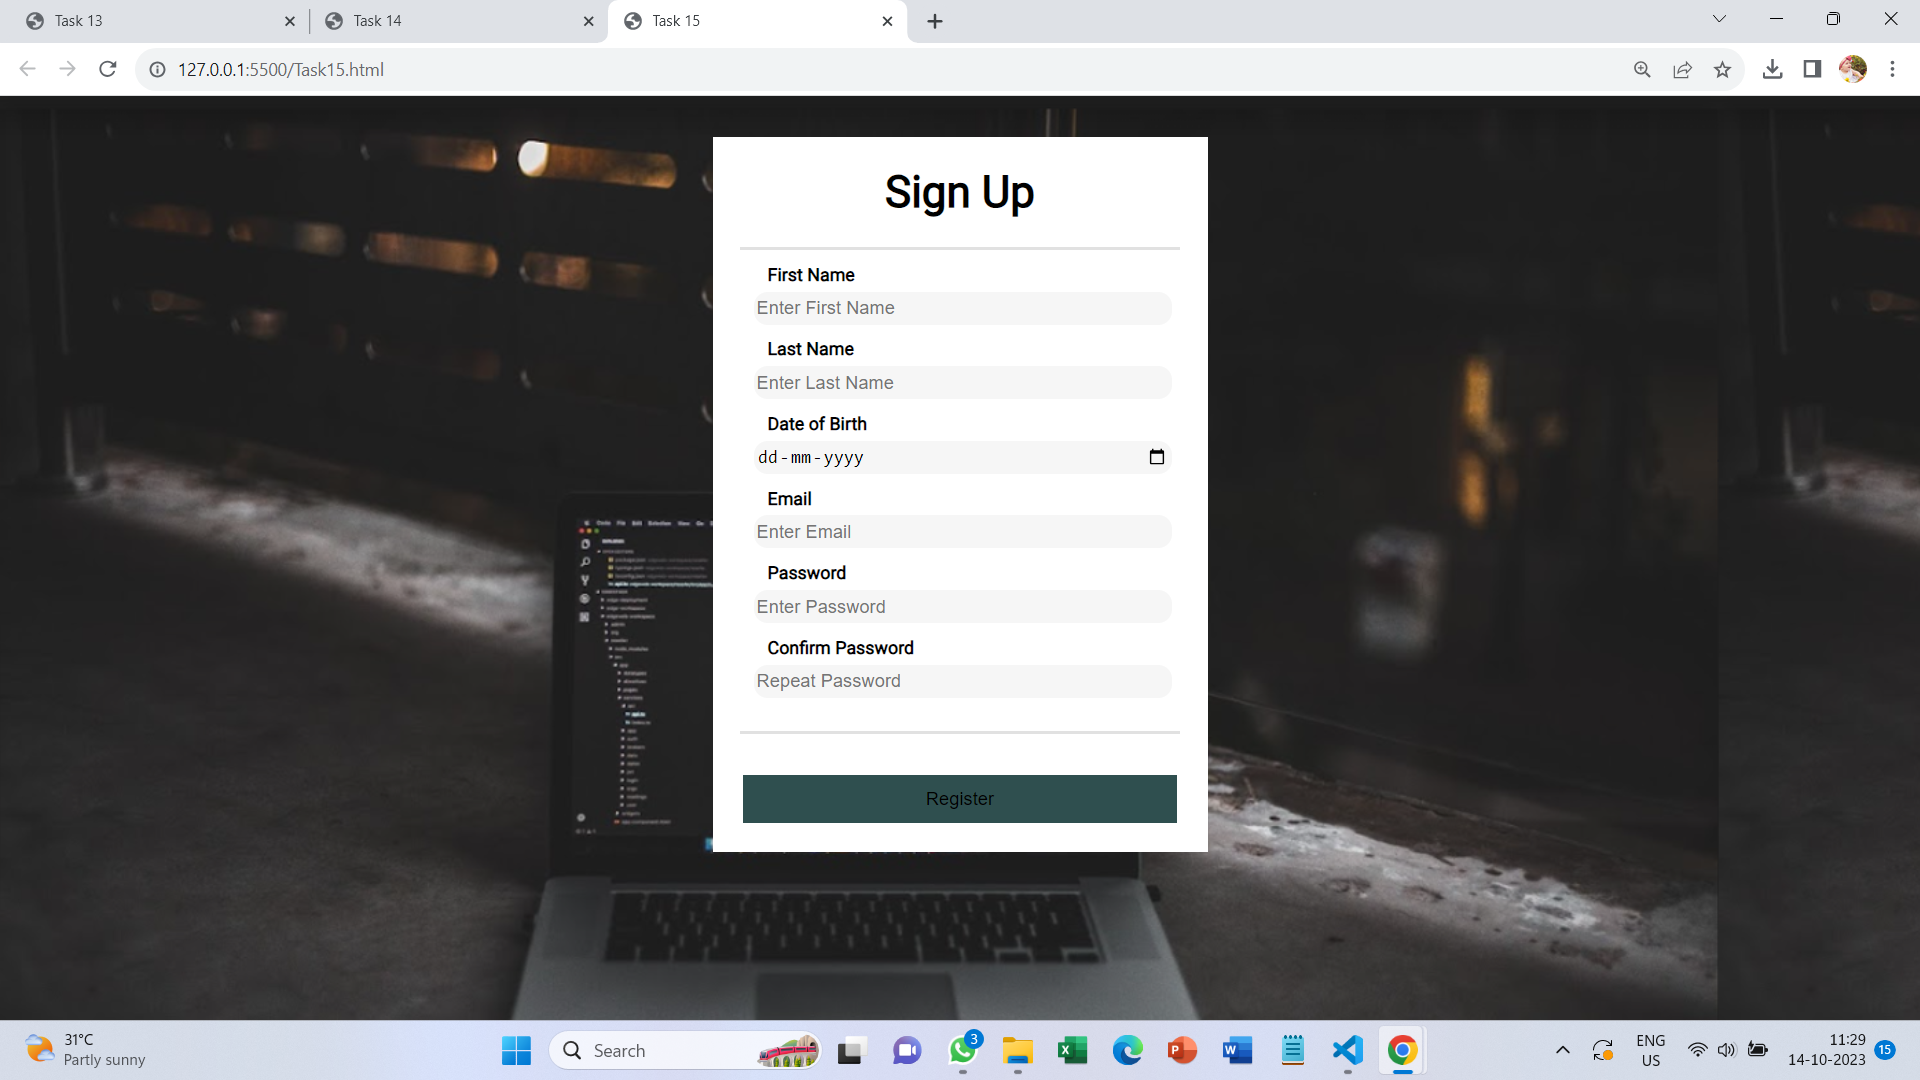 Task 13
Task 14
Task 15
127.0.0.1:5500/Task15.html
Sign Up
First Name
Enter First Name
Last Name
Enter Last Name
Date of Birth
dd-mm-yyyy
Email
Enter Email
Password
Enter Password
Confirm Password
Repeat Password
Register
31°C
Partly sunny
Search
3
ENG
US
11:29
14-10-2023
15